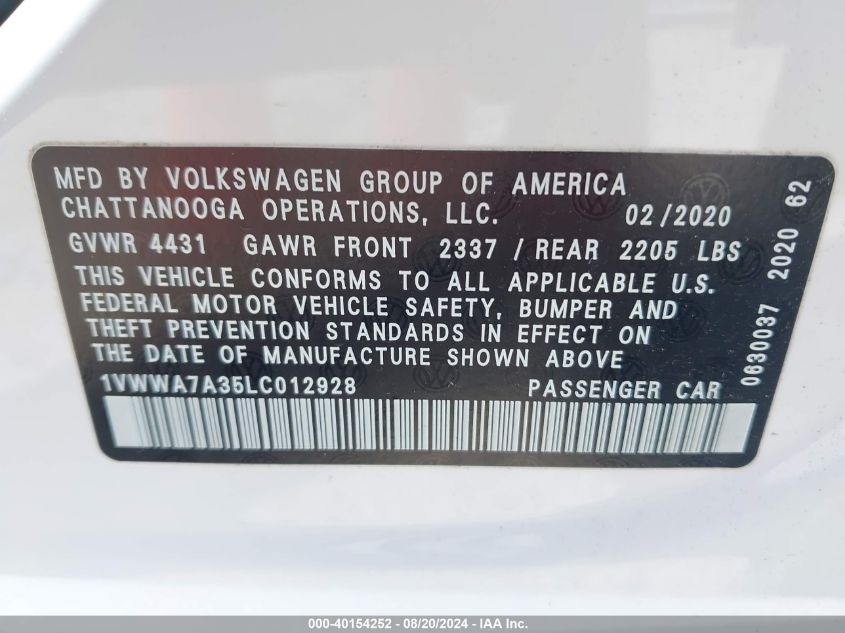 MFD BY VOLKSWAGEN GROUP OF AMERICA
CHATTANOOGA OPERATIONS, LLC. 02/2020
GVWR 4431 GAWR FRONT 2337 / REAR 2205 LBS
THIS VEHICLE CONFORMS TO ALL APPLICABLE U.S.
FEDERAL MOTOR VEHICLE SAFETY, BUMPER AND
THEFT PREVENTION STANDARDS IN EFFECT ON
THE DATE OF MANUFACTURE SHOWN ABOVE.
1VWWA7A35LC012928 PASSENGER CAR
0630037 2020 62
000-40154252 - 08/20/2024 - IAA Inc.